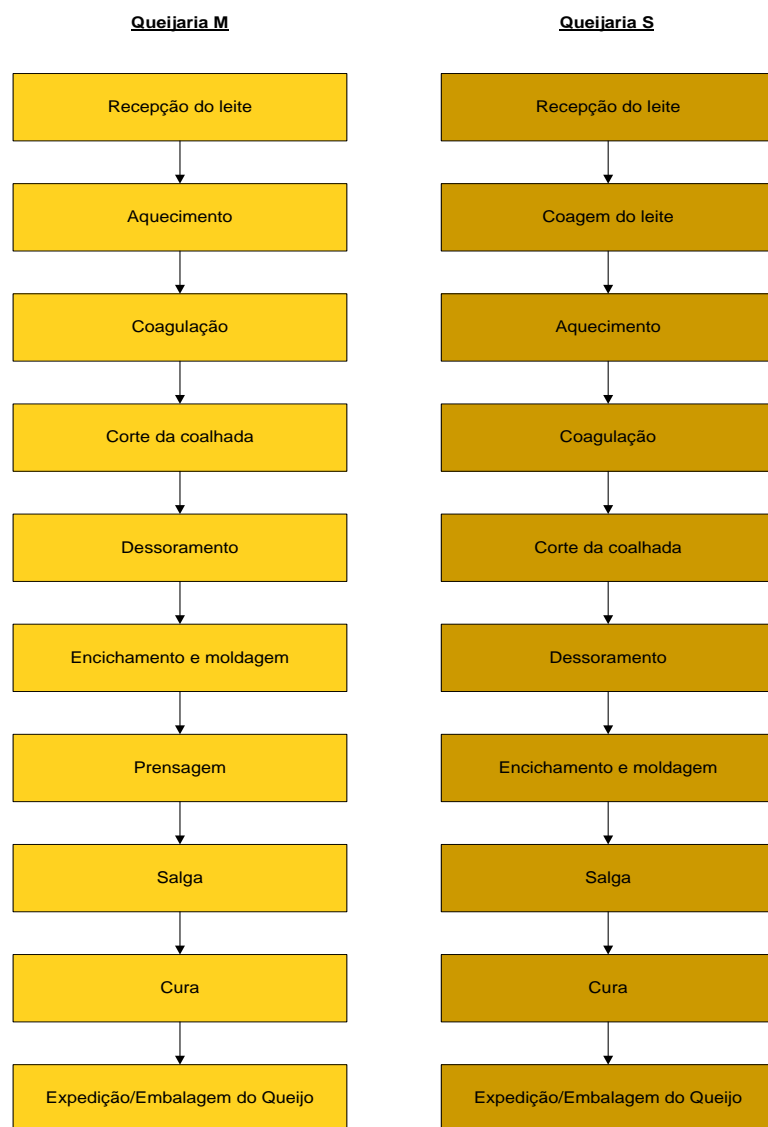 Queijaria M
Recepção do leite
Aquecimento
Coagulação
Corte da coalhada
Dessoramento
Encichamento e moldagem
Prensagem
Salga
Cura
Expedição/Embalagem do Queijo
Queijaria S
Recepção do leite
Coagem do leite
Aquecimento
Coagulação
Corte da coalhada
Dessoramento
Encichamento e moldagem
Salga
Cura
Expedição/Embalagem do Queijo